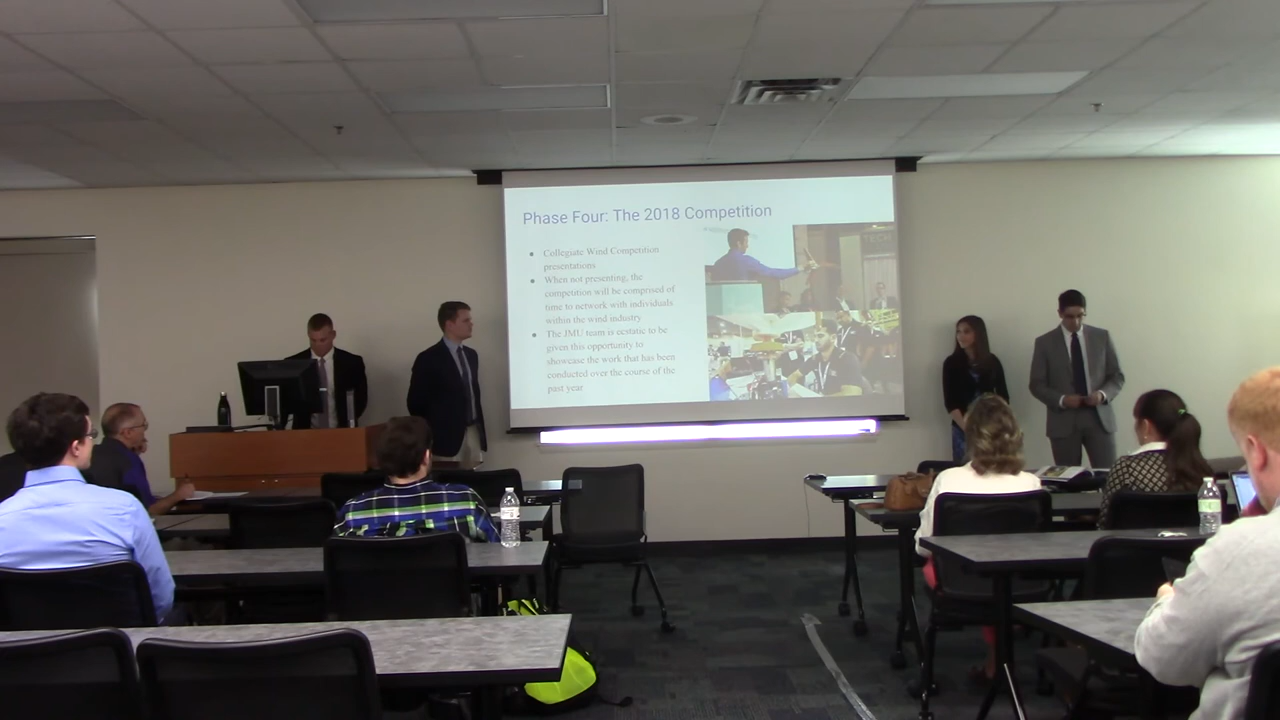 Phase Four: The 2018 Competition
● Collegiate Wind Competition
presentations
● When not presenting, the
competition will be comprised of
time to network with individuals
within the wind industry
● The JMU team is ecstatic to be
given this opportunity to
showcase the work that has been
conducted over the course of the
past year
TECH